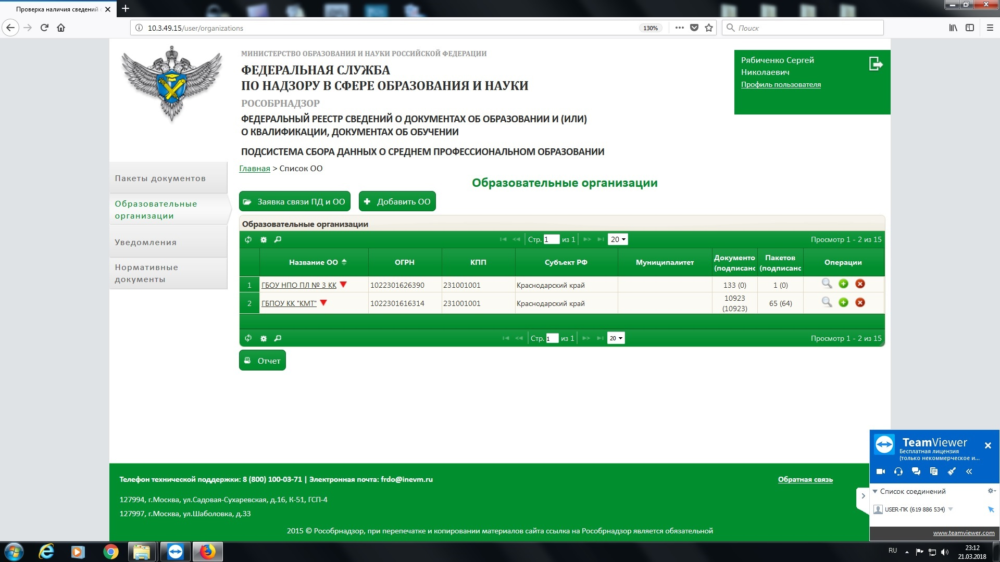 Проверка наличия сведений
10.3.49.15/user/organizations
130%
Поиск
МИНИСТЕРСТВО ОБРАЗОВАНИЯ И НАУКИ РОССИЙСКОЙ ФЕДЕРАЦИИ
ФЕДЕРАЛЬНАЯ СЛУЖБА
ПО НАДЗОРУ В СФЕРЕ ОБРАЗОВАНИЯ И НАУКИ
РОСОБРНАДЗОР
ФЕДЕРАЛЬНЫЙ РЕЕСТР СВЕДЕНИЙ О ДОКУМЕНТАХ ОБ ОБРАЗОВАНИИ И (ИЛИ)
О КВАЛИФИКАЦИИ, ДОКУМЕНТАХ ОБ ОБУЧЕНИИ
ПОДСИСТЕМА СБОРА ДАННЫХ О СРЕДНЕМ ПРОФЕССИОНАЛЬНОМ ОБРАЗОВАНИИ
Рябиченко Сергей
Николаевич
Профиль пользователя
Пакеты документов
Образовательные
организации
Уведомления
Нормативные
документы
Главная > Список ОО
Образовательные организации
Заявка связи ПД и ОО
Добавить ОО
Образовательные организации
Стр. 1 из 1 20 Просмотр 1 - 2 из 15
Название ОО ОГРН КПП Субъект РФ Муниципалитет Документо (подписанс Пакетов (подписанс Операции
1 ГБОУ НПО ПЛ № 3 КК 1022301626390 231001001 Краснодарский край 133 (0) 1 (0)
2 ГБПОУ КК "КМТ" 1022301616314 231001001 Краснодарский край 10923 (10923) 65 (64)
Стр. 1 из 1 20 Просмотр 1 - 2 из 15
Отчет
Телефон технической поддержки: 8 (800) 100-03-71 | Электронная почта: frdo@inevm.ru
Обратная связь
127994, г.Москва, ул.Садовая-Сухаревская, д.16, К-51, ГСП-4
127997, г.Москва, ул.Шаболовка, д.33
2015 © Рособрнадзор, при перепечатке и копировании материалов сайта ссылка на Рособрнадзор является обязательной
TeamViewer
Бесплатная лицензия
(только некоммерческое и...
Список соединений
USER-ПК (619 886 534)
www.teamviewer.com
RU
23:12
21.03.2018